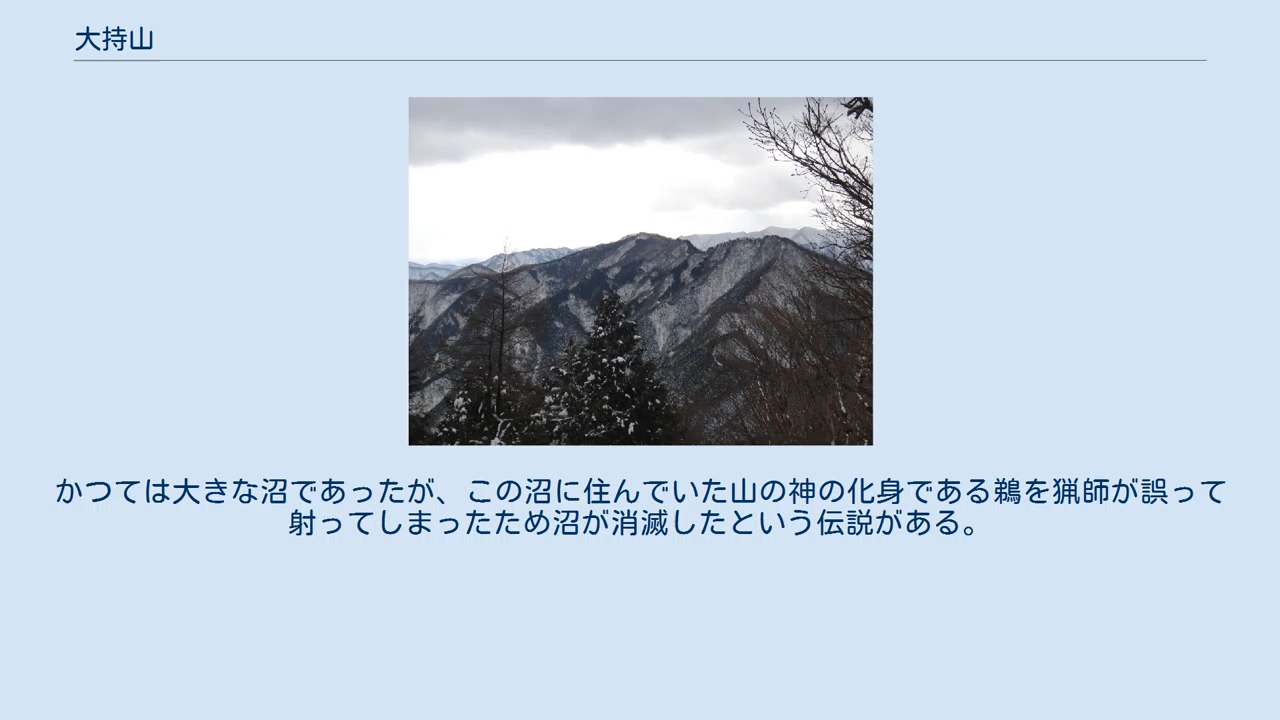 大持山
かつては大きな沼であったが、この沼に住んでいた山の神の化身である鵜を猟師が誤って
射ってしまったため沼が消滅したという伝説がある。